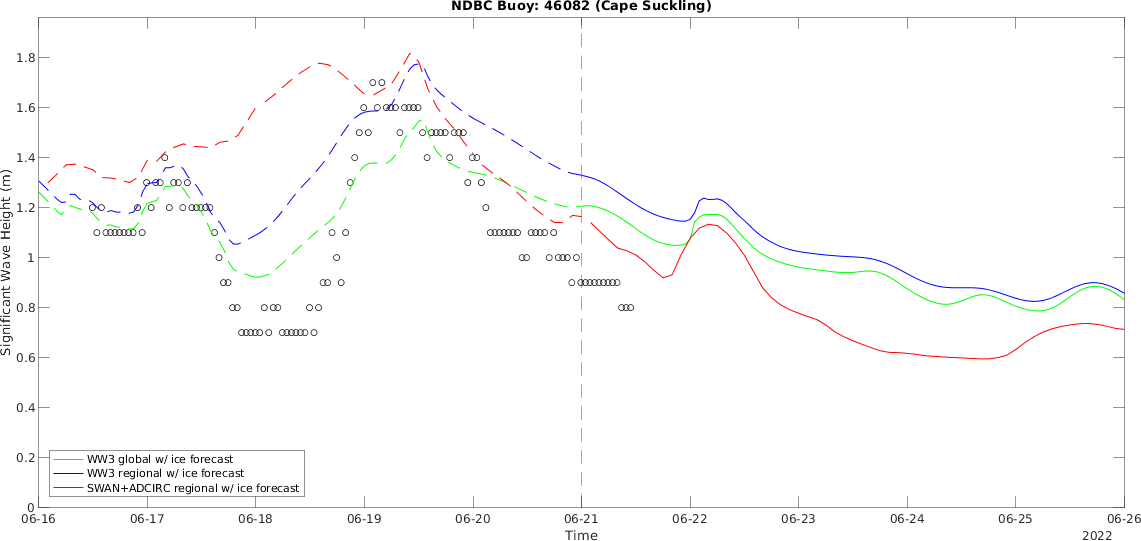 NDBC Buoy: 46082 (Cape Suckling)
Significant Wave Height (m)
1.8
1.6
1.4
1.2
1
0.8
0.6
0.4
0.2
0
WW3 global w/ ice forecast
WW3 regional w/ ice forecast
SWAN+ADCIRC regional w/ ice forecast
06-16 06-17 06-18 06-19 06-20 06-21 06-22 06-23 06-24 06-25 06-26
Time
2022